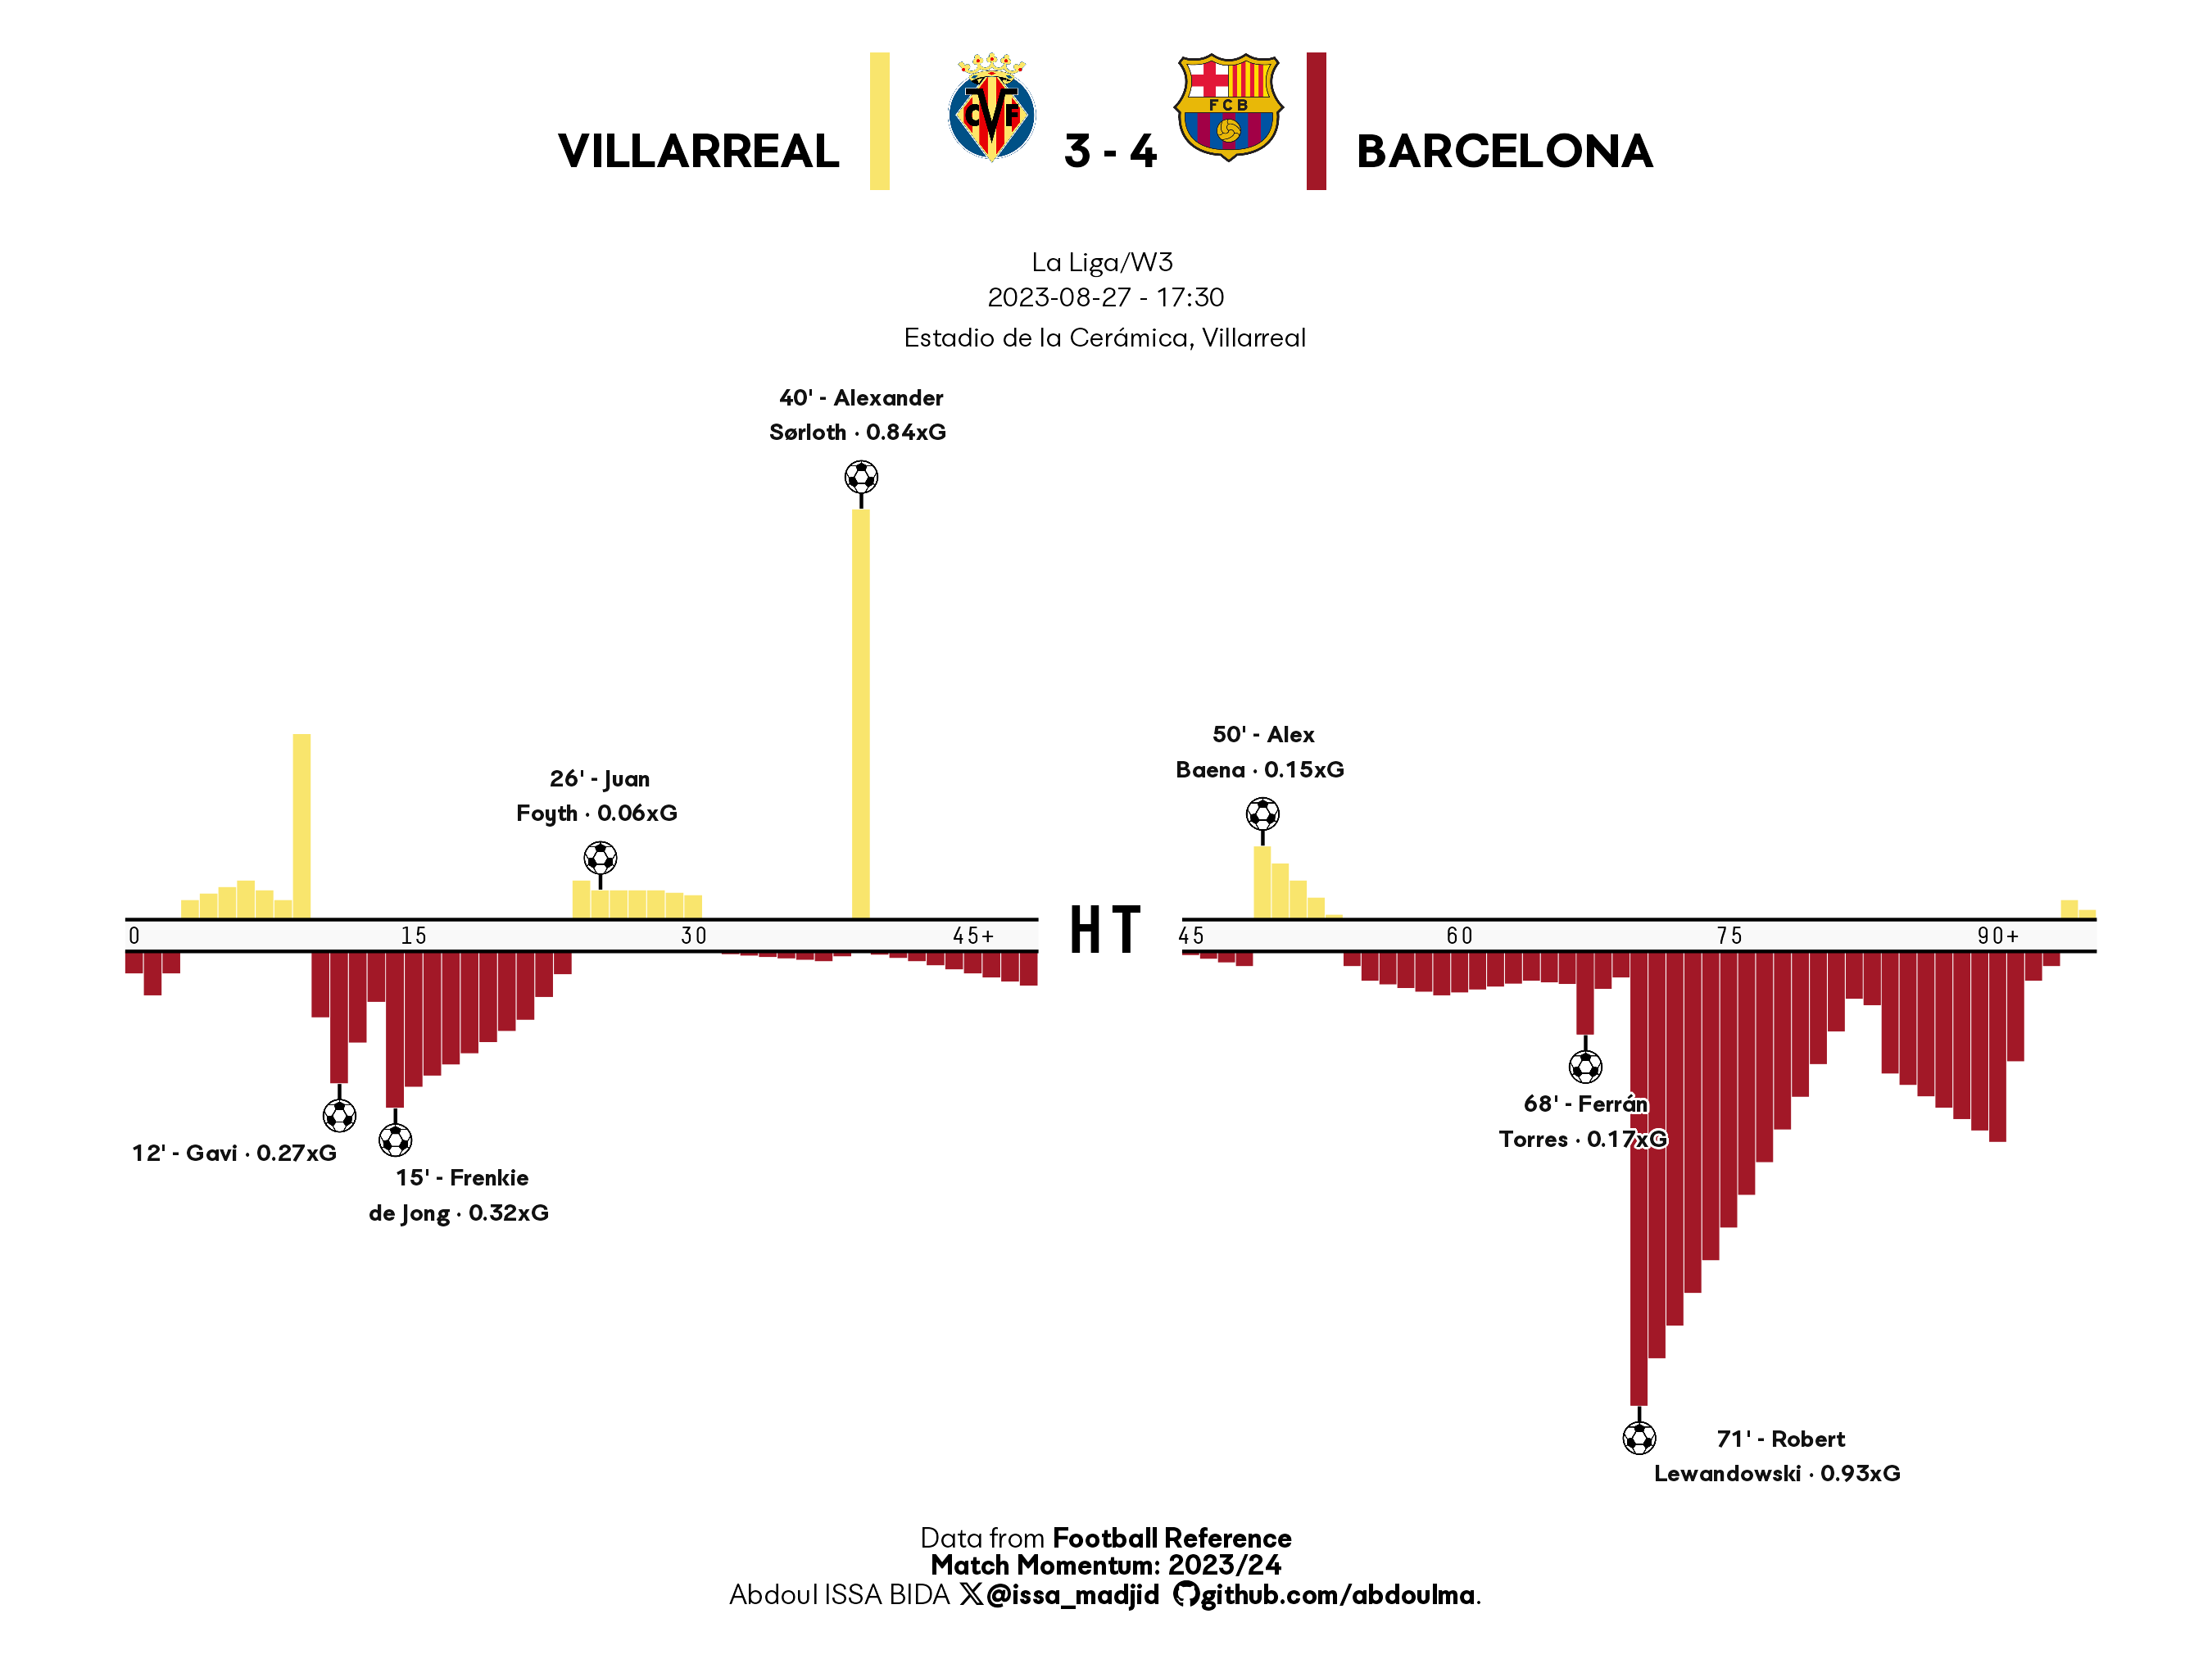 VILLARREAL
CVF
3 - 4
FCB
BARCELONA
La Liga/W3
2023-08-27 - 17:30
Estadio de la Cerámica, Villarreal
40' - Alexander
Sørloth · 0.84xG
50' - Alex
Baena · 0.15xG
26' - Juan
Foyth · 0.06xG
0 15 30 45+
HT
45 60 75 90+
68' - Ferrán
Torres · 0.17xG
12' - Gavi · 0.27xG
15' - Frenkie
de Jong · 0.32xG
71' - Robert
Lewandowski · 0.93xG
Data from Football Reference
Match Momentum: 2023/24
Abdoul ISSA BIDA 𝕏@issa_madjid github.com/abdoulma.